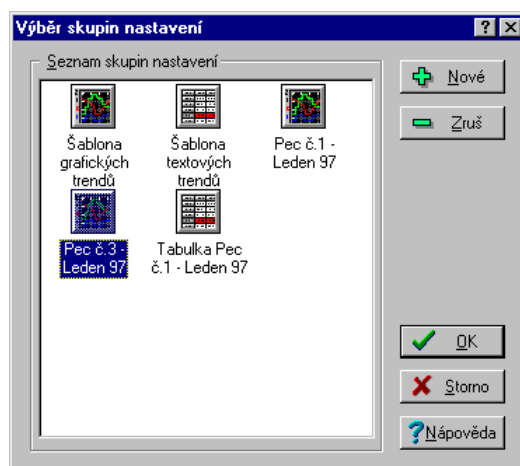 Výběr skupin nastavení
Seznam skupin nastavení
Šablona
grafických
trendů
Šablona
textových
trendů
Pec č.1 -
Leden 97
Pec č.3 -
Leden 97
Tabulka Pec
č.1 - Leden 97
Nové
Zruš
OK
Storno
Nápověda